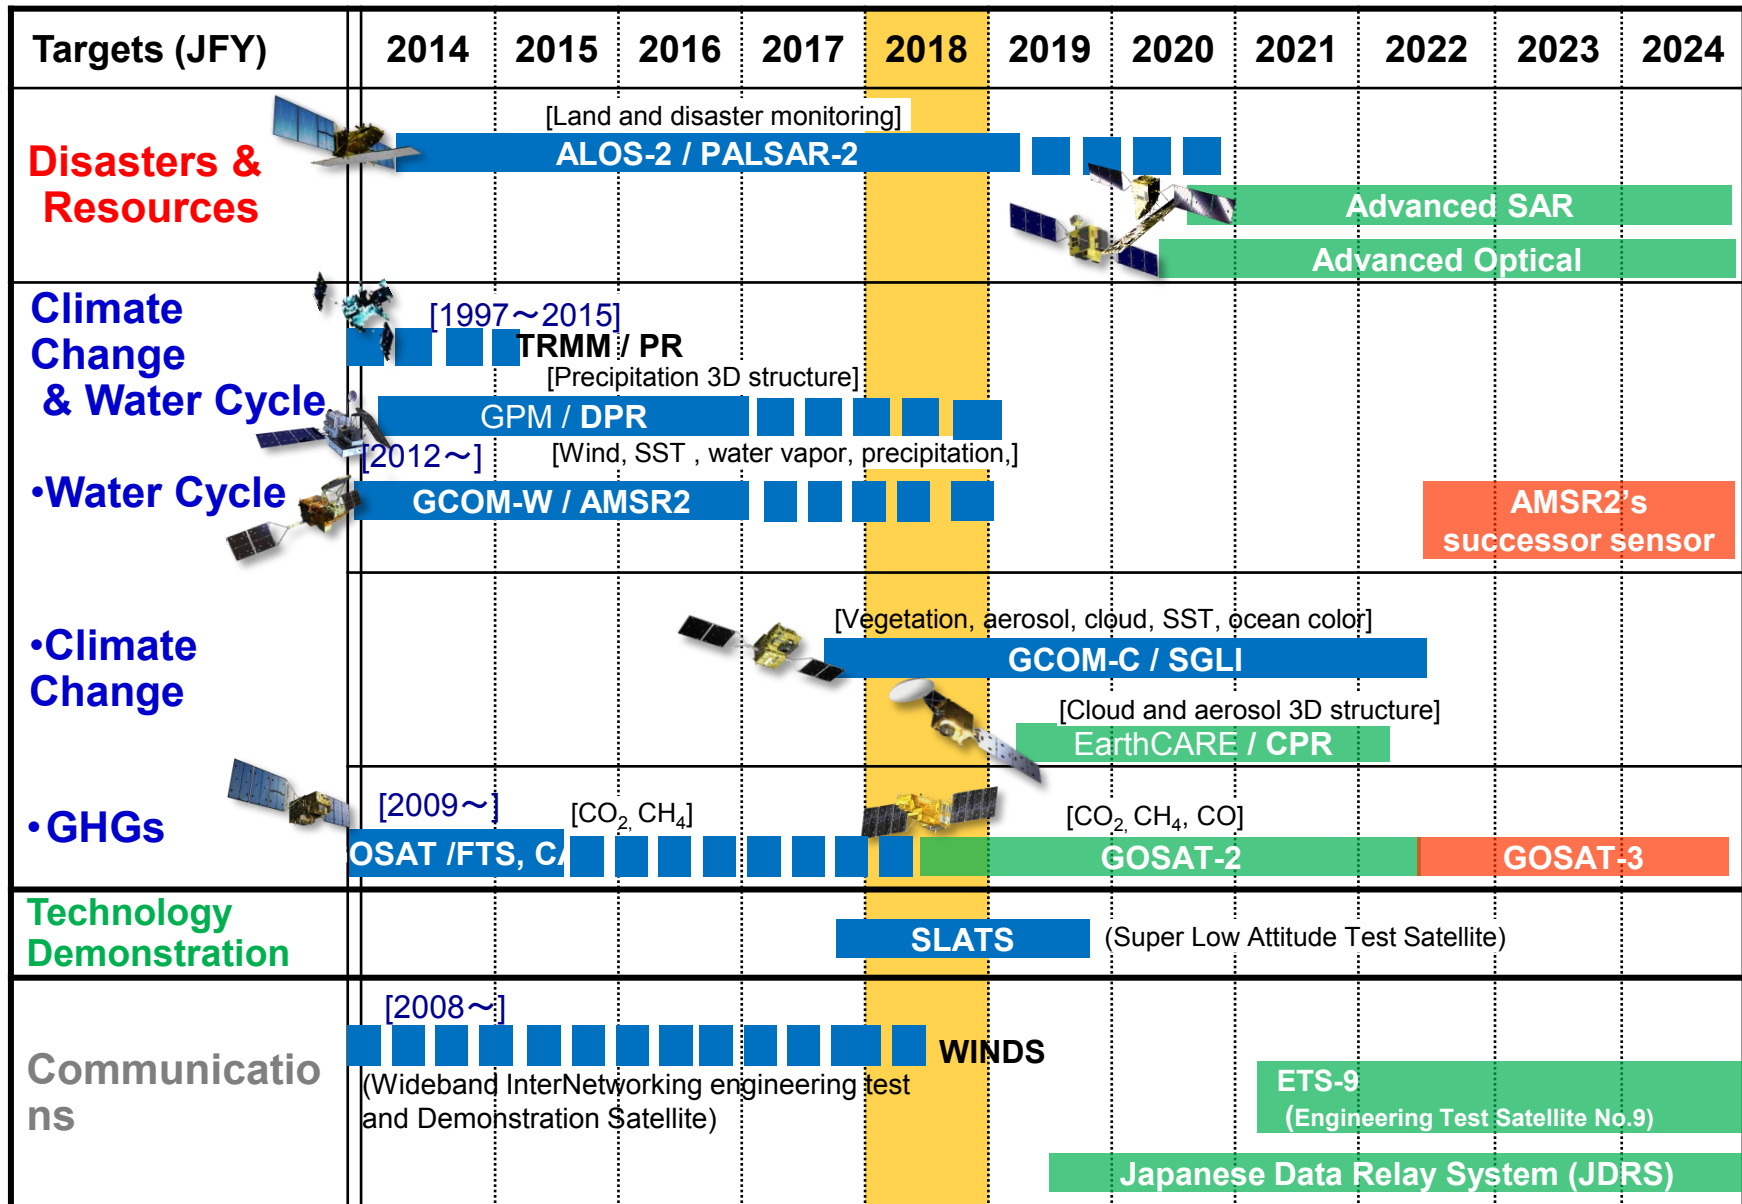 Targets (JFY) 2014 2015 2016 2017 2018 2019 2020 2021 2022 2023 2024
Disasters &
Resources
[Land and disaster monitoring]
ALOS-2 / PALSAR-2
Advanced SAR
Advanced Optical
Climate
Change
& Water Cycle
[1997～2015]
TRMM / PR
[Precipitation 3D structure]
GPM / DPR
•Water Cycle
[2012～]
[Wind, SST , water vapor, precipitation,]
GCOM-W / AMSR2
AMSR2’s
successor sensor
•Climate
Change
[Vegetation, aerosol, cloud, SST, ocean color]
GCOM-C / SGLI
[Cloud and aerosol 3D structure]
EarthCARE / CPR
• GHGs
[2009～]
[CO2, CH4]
[CO2, CH4, CO]
OSAT /FTS, CA
GOSAT-2
GOSAT-3
Technology
Demonstration
SLATS
(Super Low Attitude Test Satellite)
Communicatio
ns
[2008～]
WINDS
(Wideband InterNetworking engineering test
and Demonstration Satellite)
ETS-9
(Engineering Test Satellite No.9)
Japanese Data Relay System (JDRS)